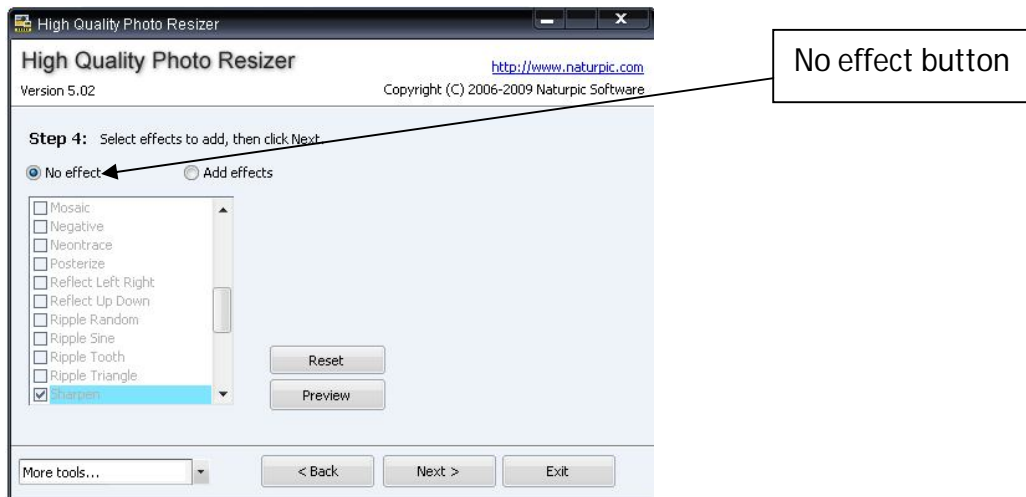 High Quality Photo Resizer
High Quality Photo Resizer
http://www.naturpic.com
Version 5.02
Copyright (C) 2006-2009 Naturpic Software
No effect button
Step 4: Select effects to add, then click Next.
No effect
Add effects
Mosaic
Negative
Neontrace
Posterize
Reflect Left Right
Reflect Up Down
Ripple Random
Ripple Sine
Ripple Tooth
Ripple Triangle
Sharpen
Reset
Preview
More tools...
< Back
Next >
Exit